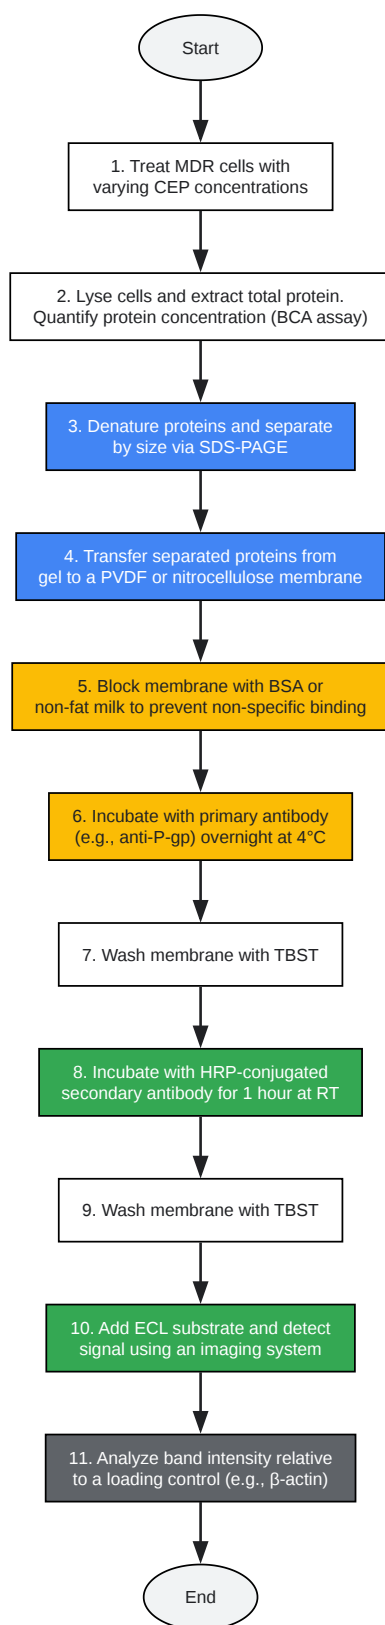 Start
1. Treat MDR cells with
varying CEP concentrations
2. Lyse cells and extract total protein.
Quantify protein concentration (BCA assay)
3. Denature proteins and separate
by size via SDS-PAGE
4. Transfer separated proteins from
gel to a PVDF or nitrocellulose membrane
5. Block membrane with BSA or
non-fat milk to prevent non-specific binding
6. Incubate with primary antibody
(e.g., anti-P-gp) overnight at 4°C
7. Wash membrane with TBST
8. Incubate with HRP-conjugated
secondary antibody for 1 hour at RT
9. Wash membrane with TBST
10. Add ECL substrate and detect
signal using an imaging system
11. Analyze band intensity relative
to a loading control (e.g., β-actin)
End